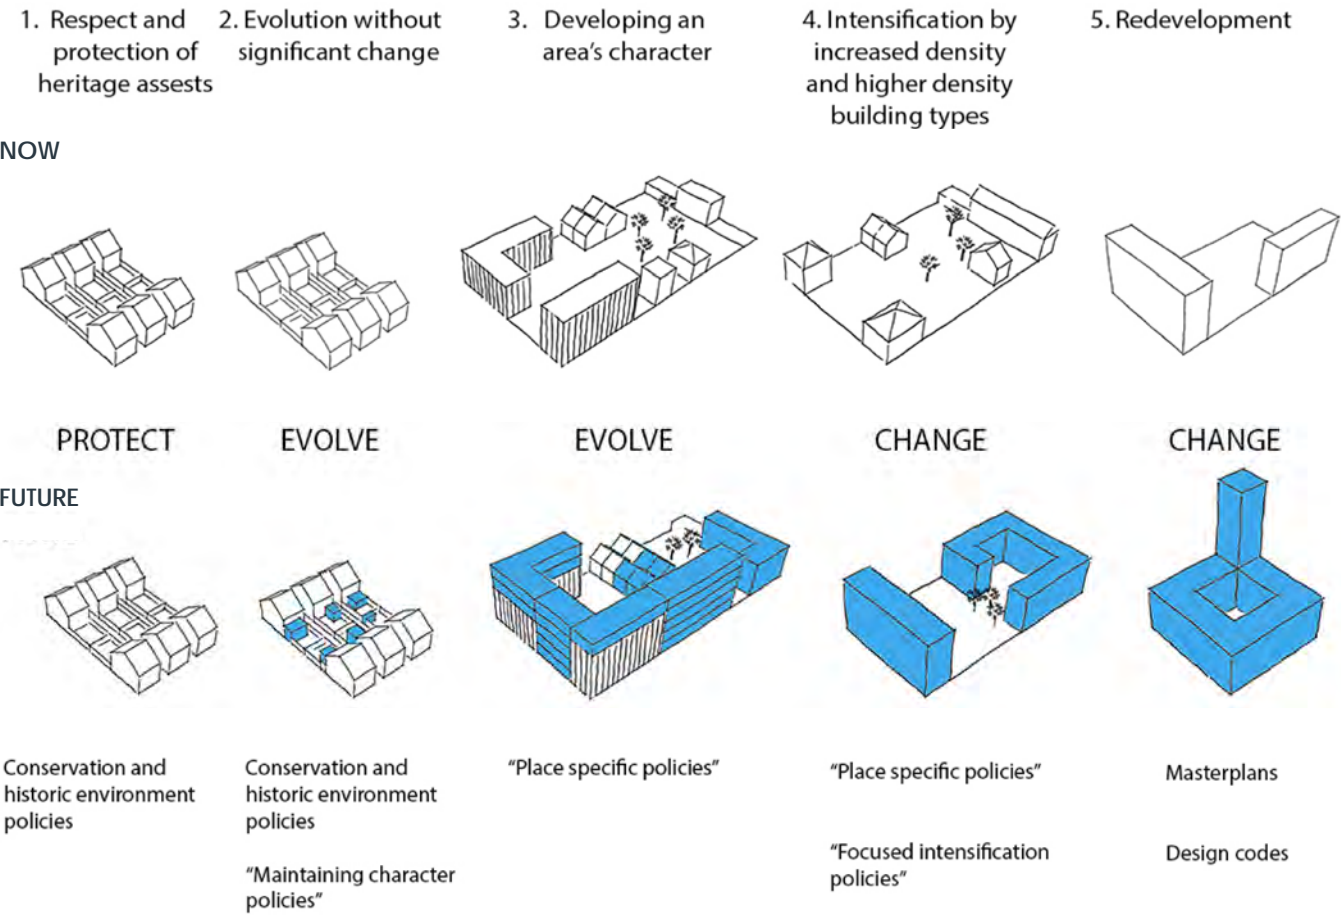 1. Respect and
protection of
heritage assests
2. Evolution without
significant change
3. Developing an
area's character
4. Intensification by
increased density
and higher density
building types
5. Redevelopment
NOW
PROTECT
EVOLVE
EVOLVE
CHANGE
CHANGE
FUTURE
Conservation and
historic environment
policies
Conservation and
historic environment
policies
"Maintaining character
policies"
"Place specific policies"
"Place specific policies"
"Focused intensification
policies"
Masterplans
Design codes